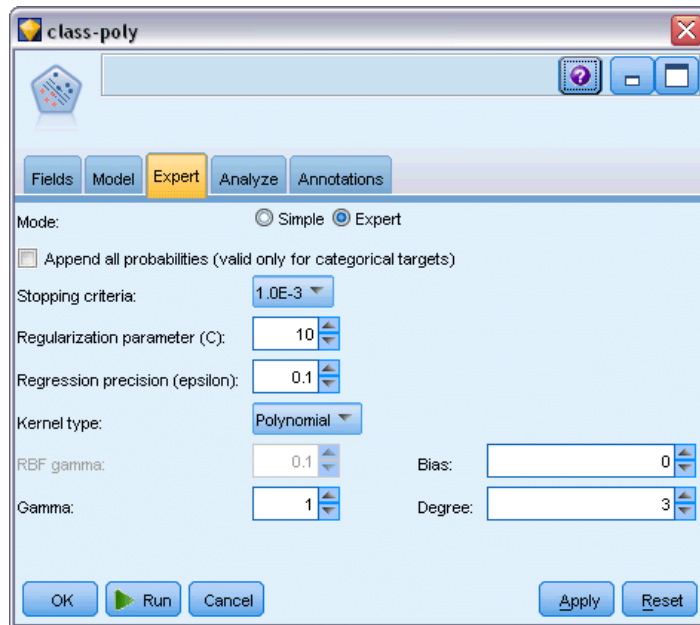 class-poly
Fields Model Expert Analyze Annotations
Mode: Simple Expert
Append all probabilities (valid only for categorical targets)
Stopping criteria: 1.0E-3
Regularization parameter (C): 10
Regression precision (epsilon): 0.1
Kernel type: Polynomial
RBF gamma: 0.1 Bias: 0
Gamma: 1 Degree: 3
OK Run Cancel Apply Reset